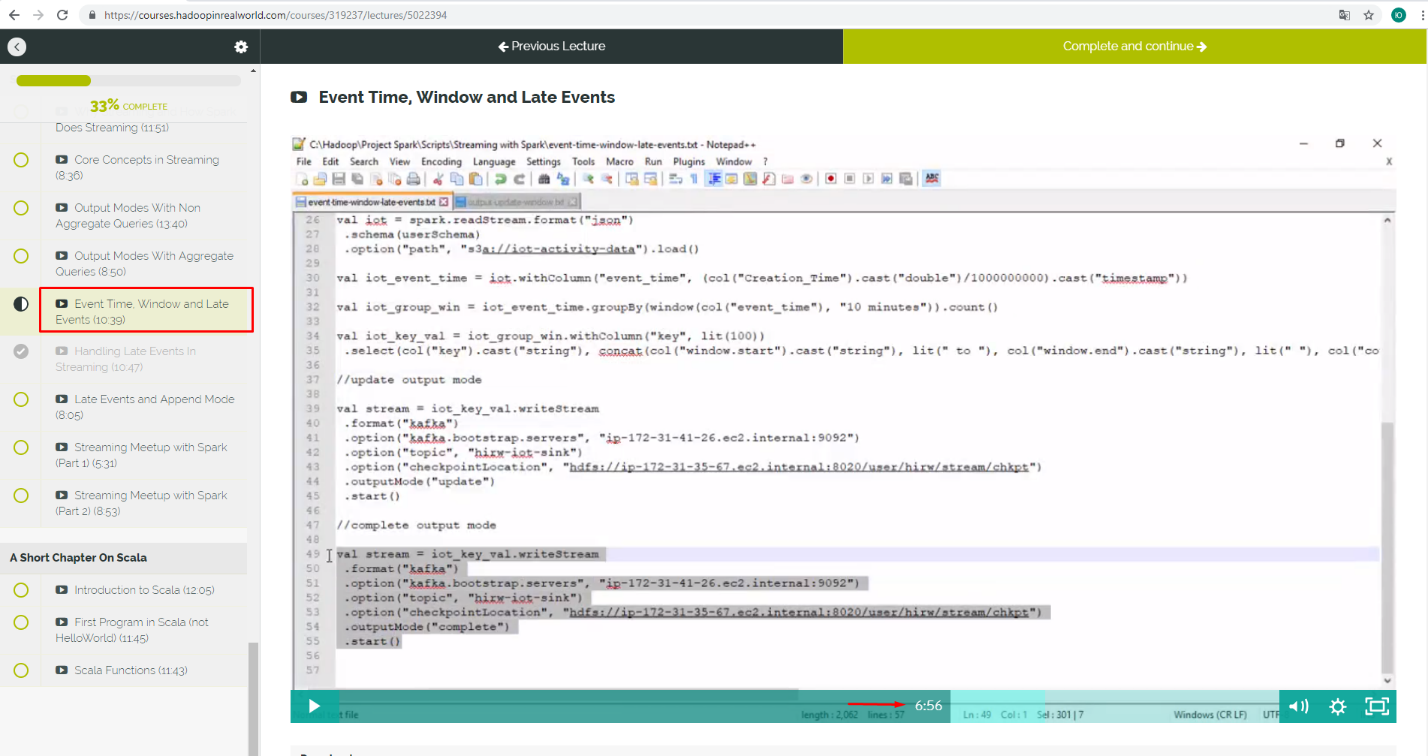 https://courses.hadoopinrealworld.com/courses/319237/lectures/5022394
IO
Previous Lecture
Complete and continue
33% COMPLETE
Does Streaming (11:51)
Core Concepts in Streaming
(8:36)
Output Modes With Non
Aggregate Queries (13:40)
Output Modes With Aggregate
Queries (8:50)
Event Time, Window and Late
Events (10:39)
Handling Late Events In
Streaming (10:47)
Late Events and Append Mode
(8:05)
Streaming Meetup with Spark
(Part 1) (5:31)
Streaming Meetup with Spark
(Part 2) (8:53)
A Short Chapter On Scala
Introduction to Scala (12:05)
First Program in Scala (not
HelloWorld) (11:45)
Scala Functions (11:43)
Event Time, Window and Late Events
C:\Hadoop\Project Spark\Scripts\Streaming with Spark\event-time-window-late-events.txt - Notepad++
File Edit Search View Encoding Language Settings Tools Macro Run Plugins Window ?
X
event-time-window-late-events.txt output-update-window.txt
26 val iot = spark.readStream.format("json")
27 .schema(userSchema)
28 .option("path", "s3a://iot-activity-data").load()
29
30 val iot_event_time = iot.withColumn("event_time", (col("Creation_Time").cast("double")/1000000000).cast("timestamp"))
31
32 val iot_group_win = iot_event_time.groupBy(window(col("event_time"), "10 minutes")).count()
33
34 val iot_key_val = iot_group_win.withColumn("key", lit(100))
35 .select(col("key").cast("string"), concat(col("window.start").cast("string"), lit(" to "), col("window.end").cast("string"), lit(" "), col("co
36
37 //update output mode
38
39 val stream = iot_key_val.writeStream
40 .format("kafka")
41 .option("kafka.bootstrap.servers", "ip-172-31-41-26.ec2.internal:9092")
42 .option("topic", "hirw-iot-sink")
43 .option("checkpointLocation", "hdfs://ip-172-31-35-67.ec2.internal:8020/user/hirw/stream/chkpt")
44 .outputMode("update")
45 .start()
46
47 //complete output mode
48
49 val stream = iot_key_val.writeStream
50 .format("kafka")
51 .option("kafka.bootstrap.servers", "ip-172-31-41-26.ec2.internal:9092")
52 .option("topic", "hirw-iot-sink")
53 .option("checkpointLocation", "hdfs://ip-172-31-35-67.ec2.internal:8020/user/hirw/stream/chkpt")
54 .outputMode("complete")
55 .start()
56
57
file length : 2,062 lines : 57 6:56 Ln : 49 Col : 1 Sel : 301 | 7 Windows (CR LF) UTF